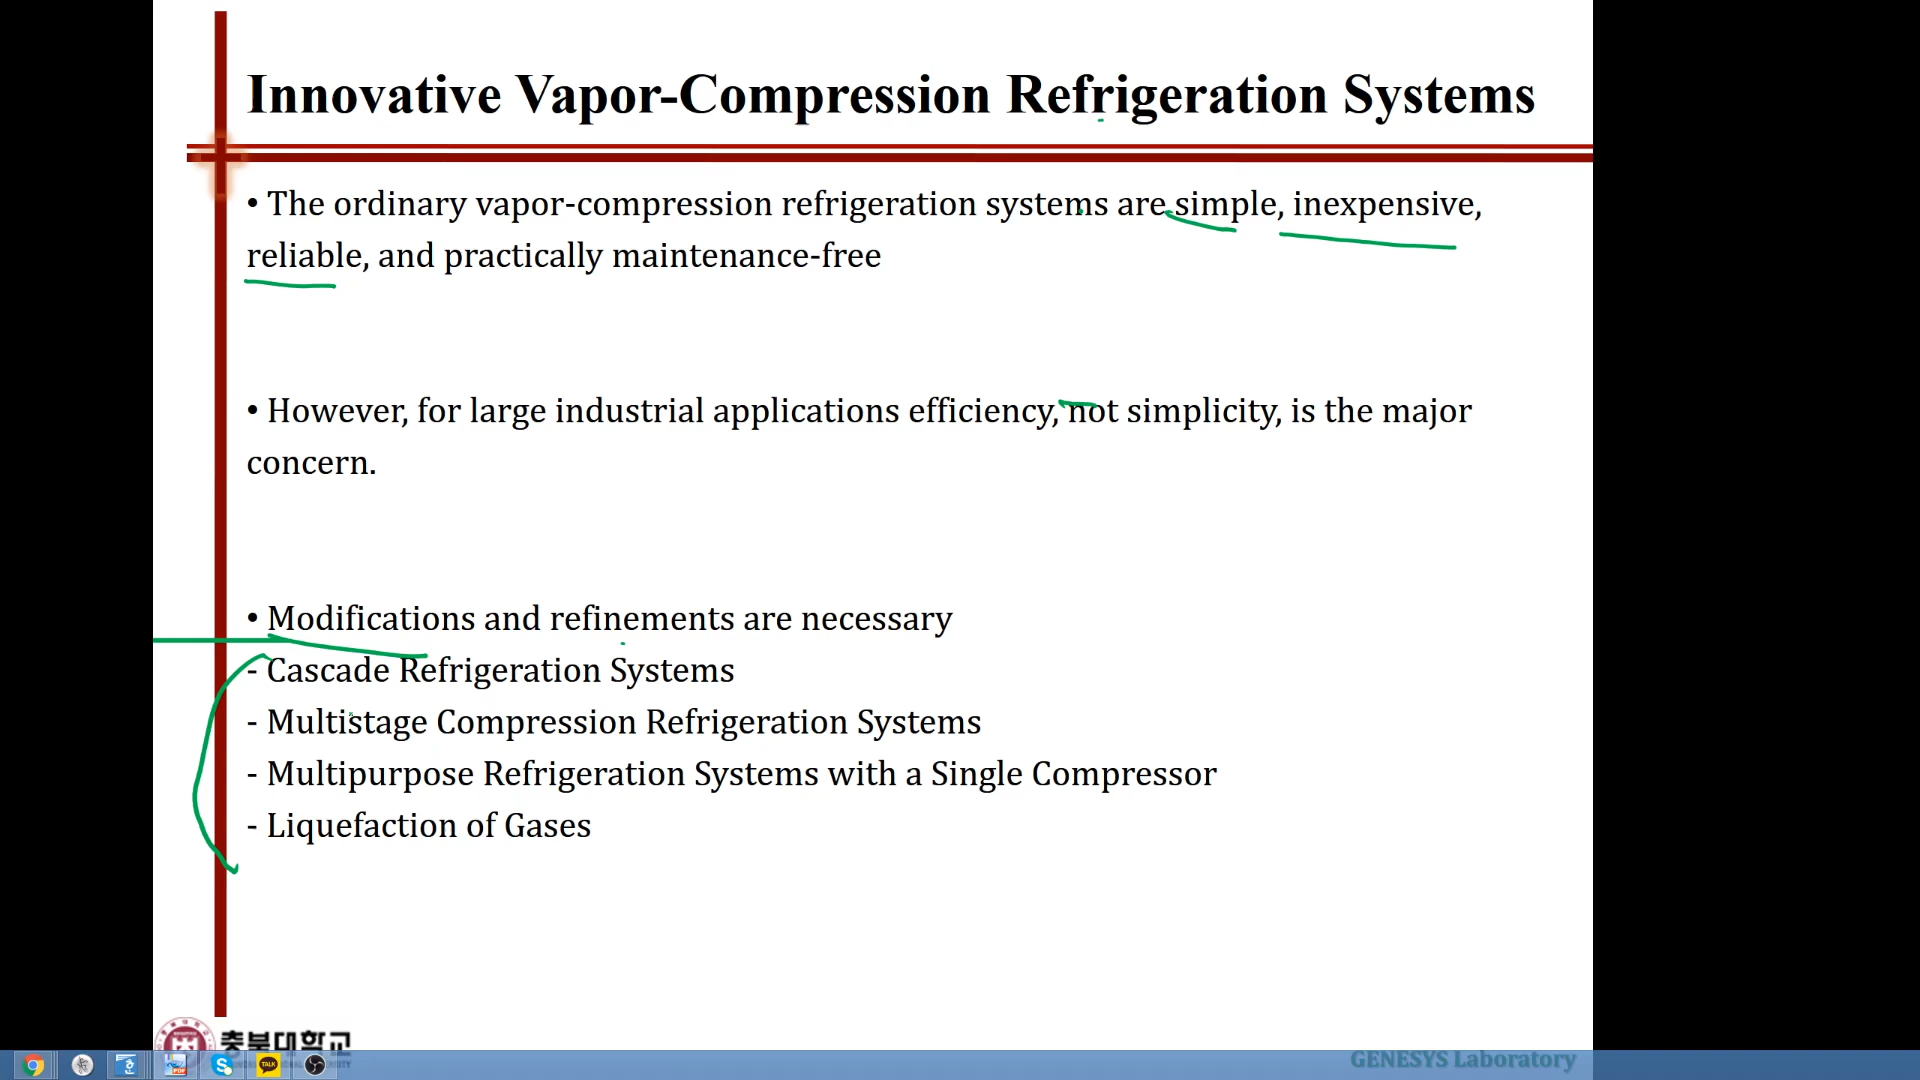 Innovative Vapor-Compression Refrigeration Systems
• The ordinary vapor-compression refrigeration systems are simple, inexpensive,
reliable, and practically maintenance-free
• However, for large industrial applications efficiency, not simplicity, is the major
concern.
• Modifications and refinements are necessary
- Cascade Refrigeration Systems
- Multistage Compression Refrigeration Systems
- Multipurpose Refrigeration Systems with a Single Compressor
- Liquefaction of Gases
충북대학교
GENESYS Laboratory
TALK